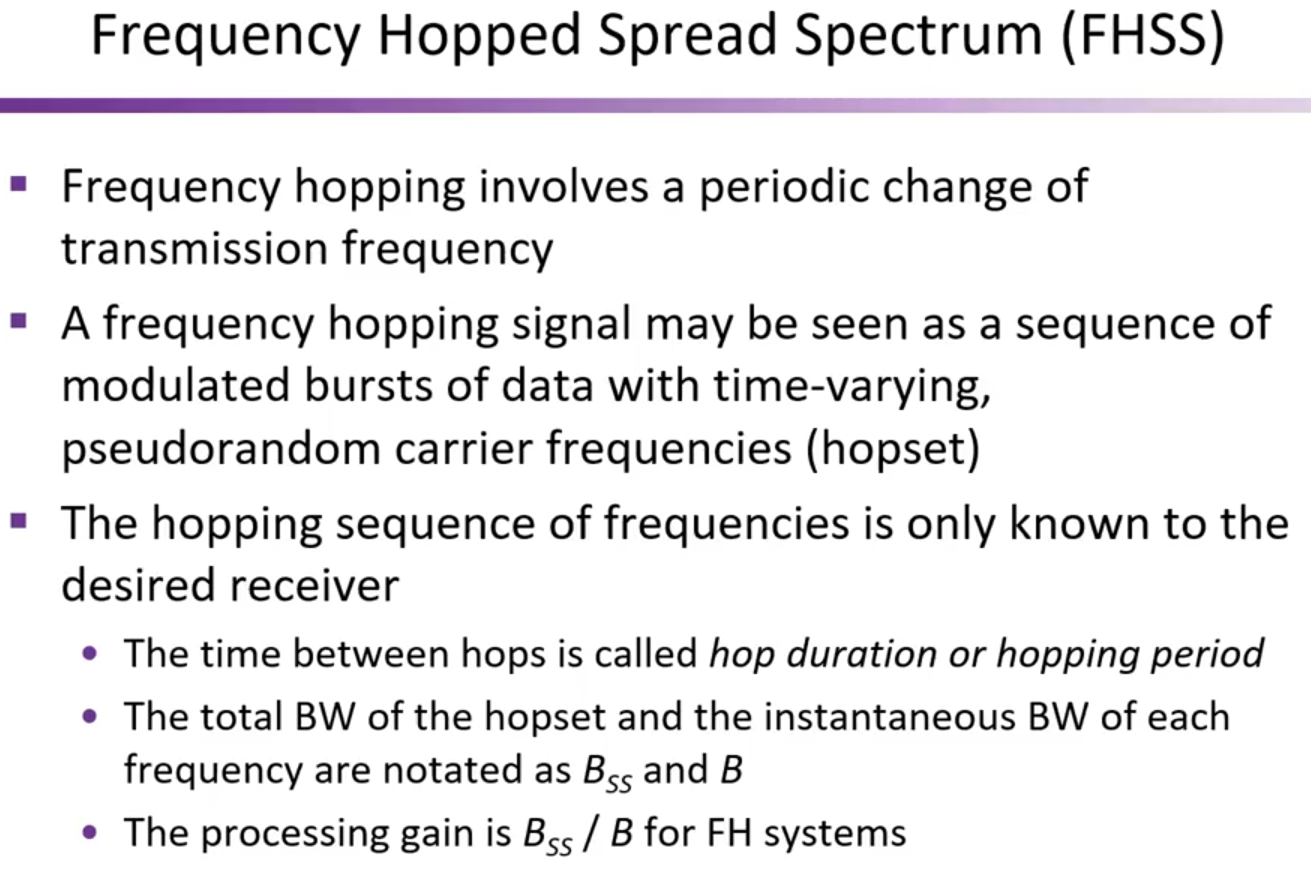 Frequency Hopped Spread Spectrum (FHSS)
▪ Frequency hopping involves a periodic change of
transmission frequency
▪ A frequency hopping signal may be seen as a sequence of
modulated bursts of data with time-varying,
pseudorandom carrier frequencies (hopset)
▪ The hopping sequence of frequencies is only known to the
desired receiver
• The time between hops is called hop duration or hopping period
• The total BW of the hopset and the instantaneous BW of each
frequency are notated as B_SS and B
• The processing gain is B_SS / B for FH systems